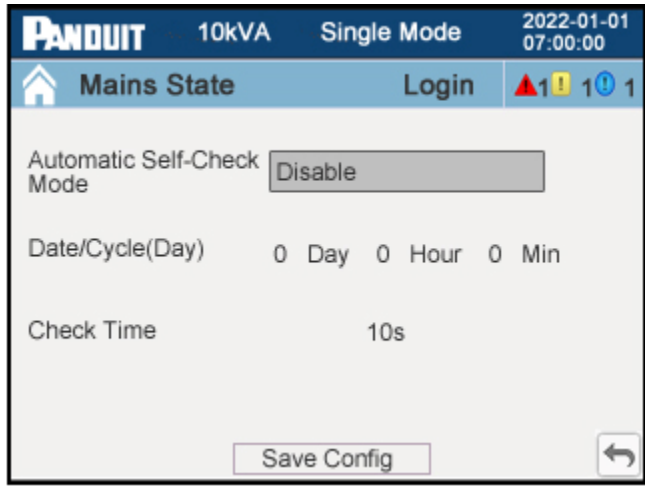 PANDUIT 10kVA Single Mode 2022-01-01
07:00:00
Mains State Login 1 ! 1 ! 1
Automatic Self-Check
Mode
Disable
Date/Cycle(Day) 0 Day 0 Hour 0 Min
Check Time 10s
Save Config